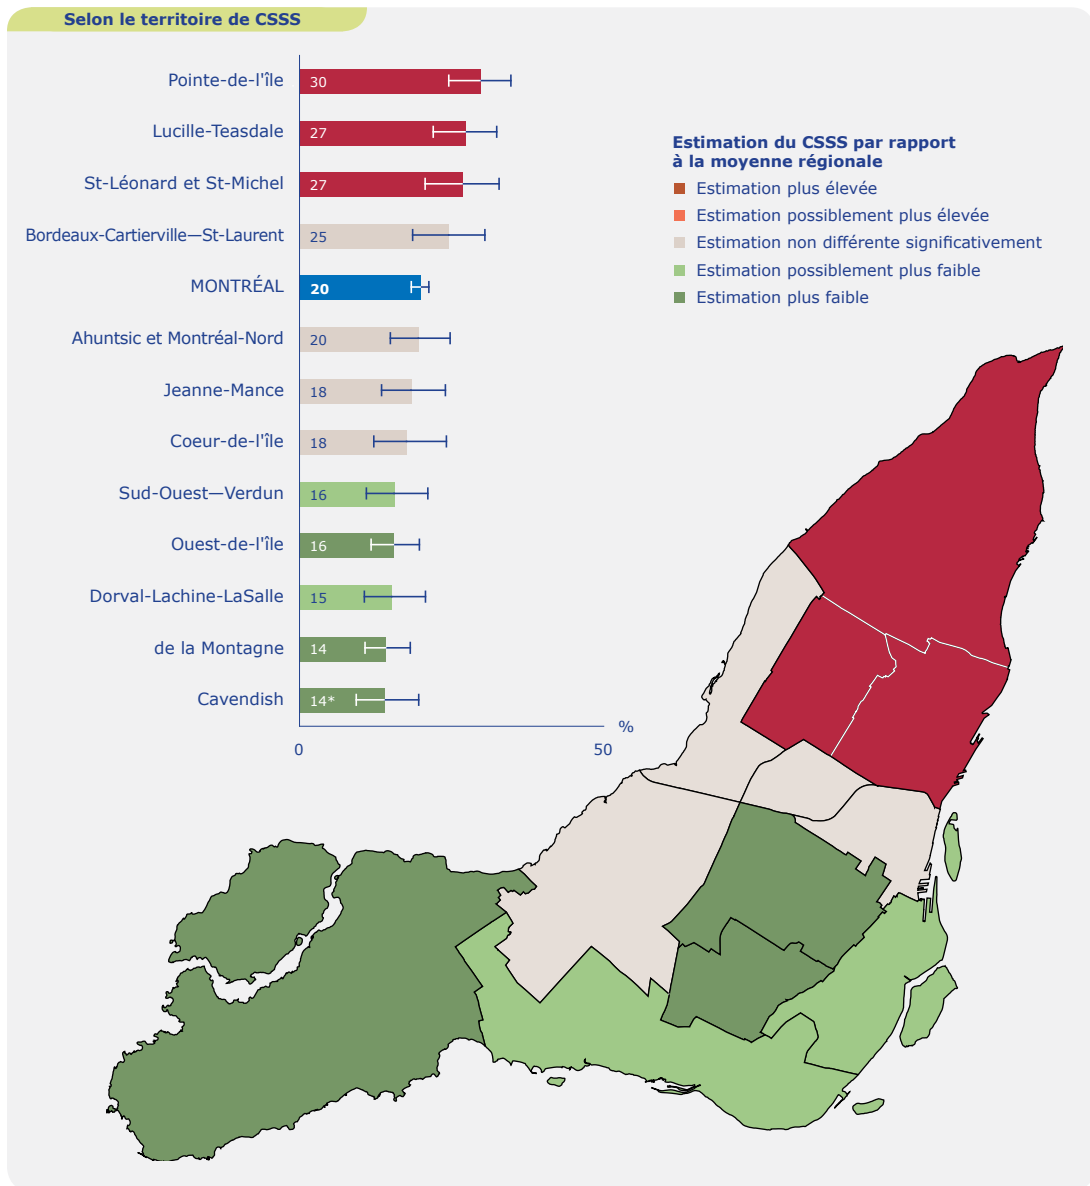 Selon le territoire de CSSS
Pointe-de-l'île
30
Lucille-Teasdale
27
St-Léonard et St-Michel
27
Bordeaux-Cartierville—St-Laurent
25
MONTRÉAL
20
Ahuntsic et Montréal-Nord
20
Jeanne-Mance
18
Coeur-de-l'île
18
Sud-Ouest—Verdun
16
Ouest-de-l'île
16
Dorval-Lachine-LaSalle
15
de la Montagne
14
Cavendish
14*
%
0
50
Estimation du CSSS par rapport
à la moyenne régionale
Estimation plus élevée
Estimation possiblement plus élevée
Estimation non différente significativement
Estimation possiblement plus faible
Estimation plus faible